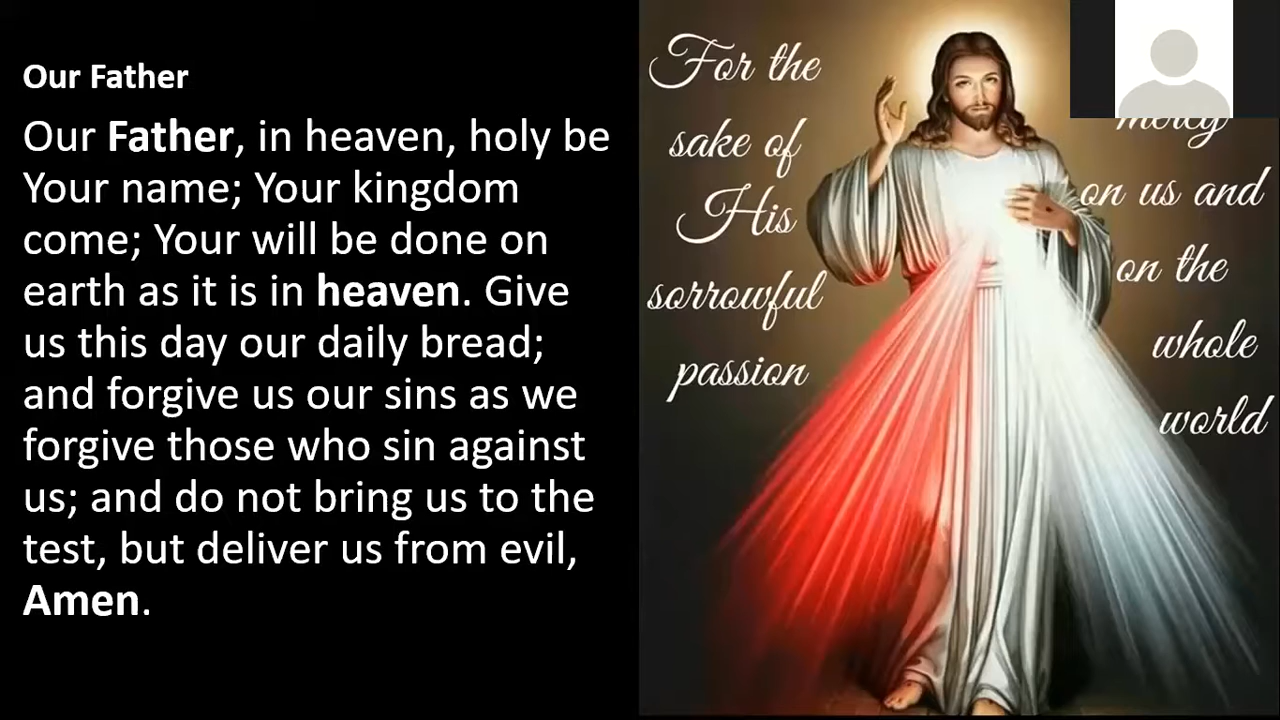 Our Father
Our Father, in heaven, holy be
Your name; Your kingdom
come; Your will be done on
earth as it is in heaven. Give
us this day our daily bread;
and forgive us our sins as we
forgive those who sin against
us; and do not bring us to the
test, but deliver us from evil,
Amen.
For the
sake of
His
sorrowful
passion
mercy
on us and
on the
whole
world